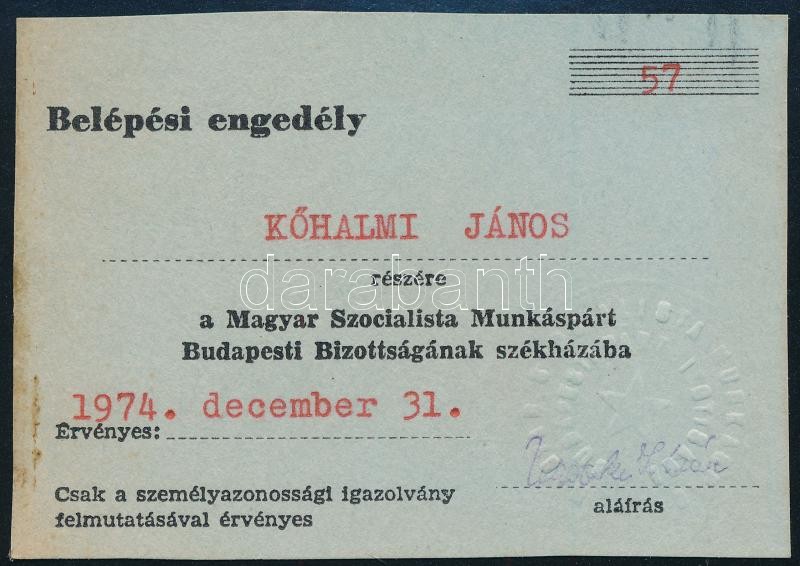 57
Belépési engedély
KŐHALMI JÁNOS
részére
darabanth
a Magyar Szocialista Munkáspárt
Budapesti Bizottságának székházába
1974. december 31.
Érvényes:
Csak a személyazonossági igazolvány
felmutatásával érvényes
aláírás